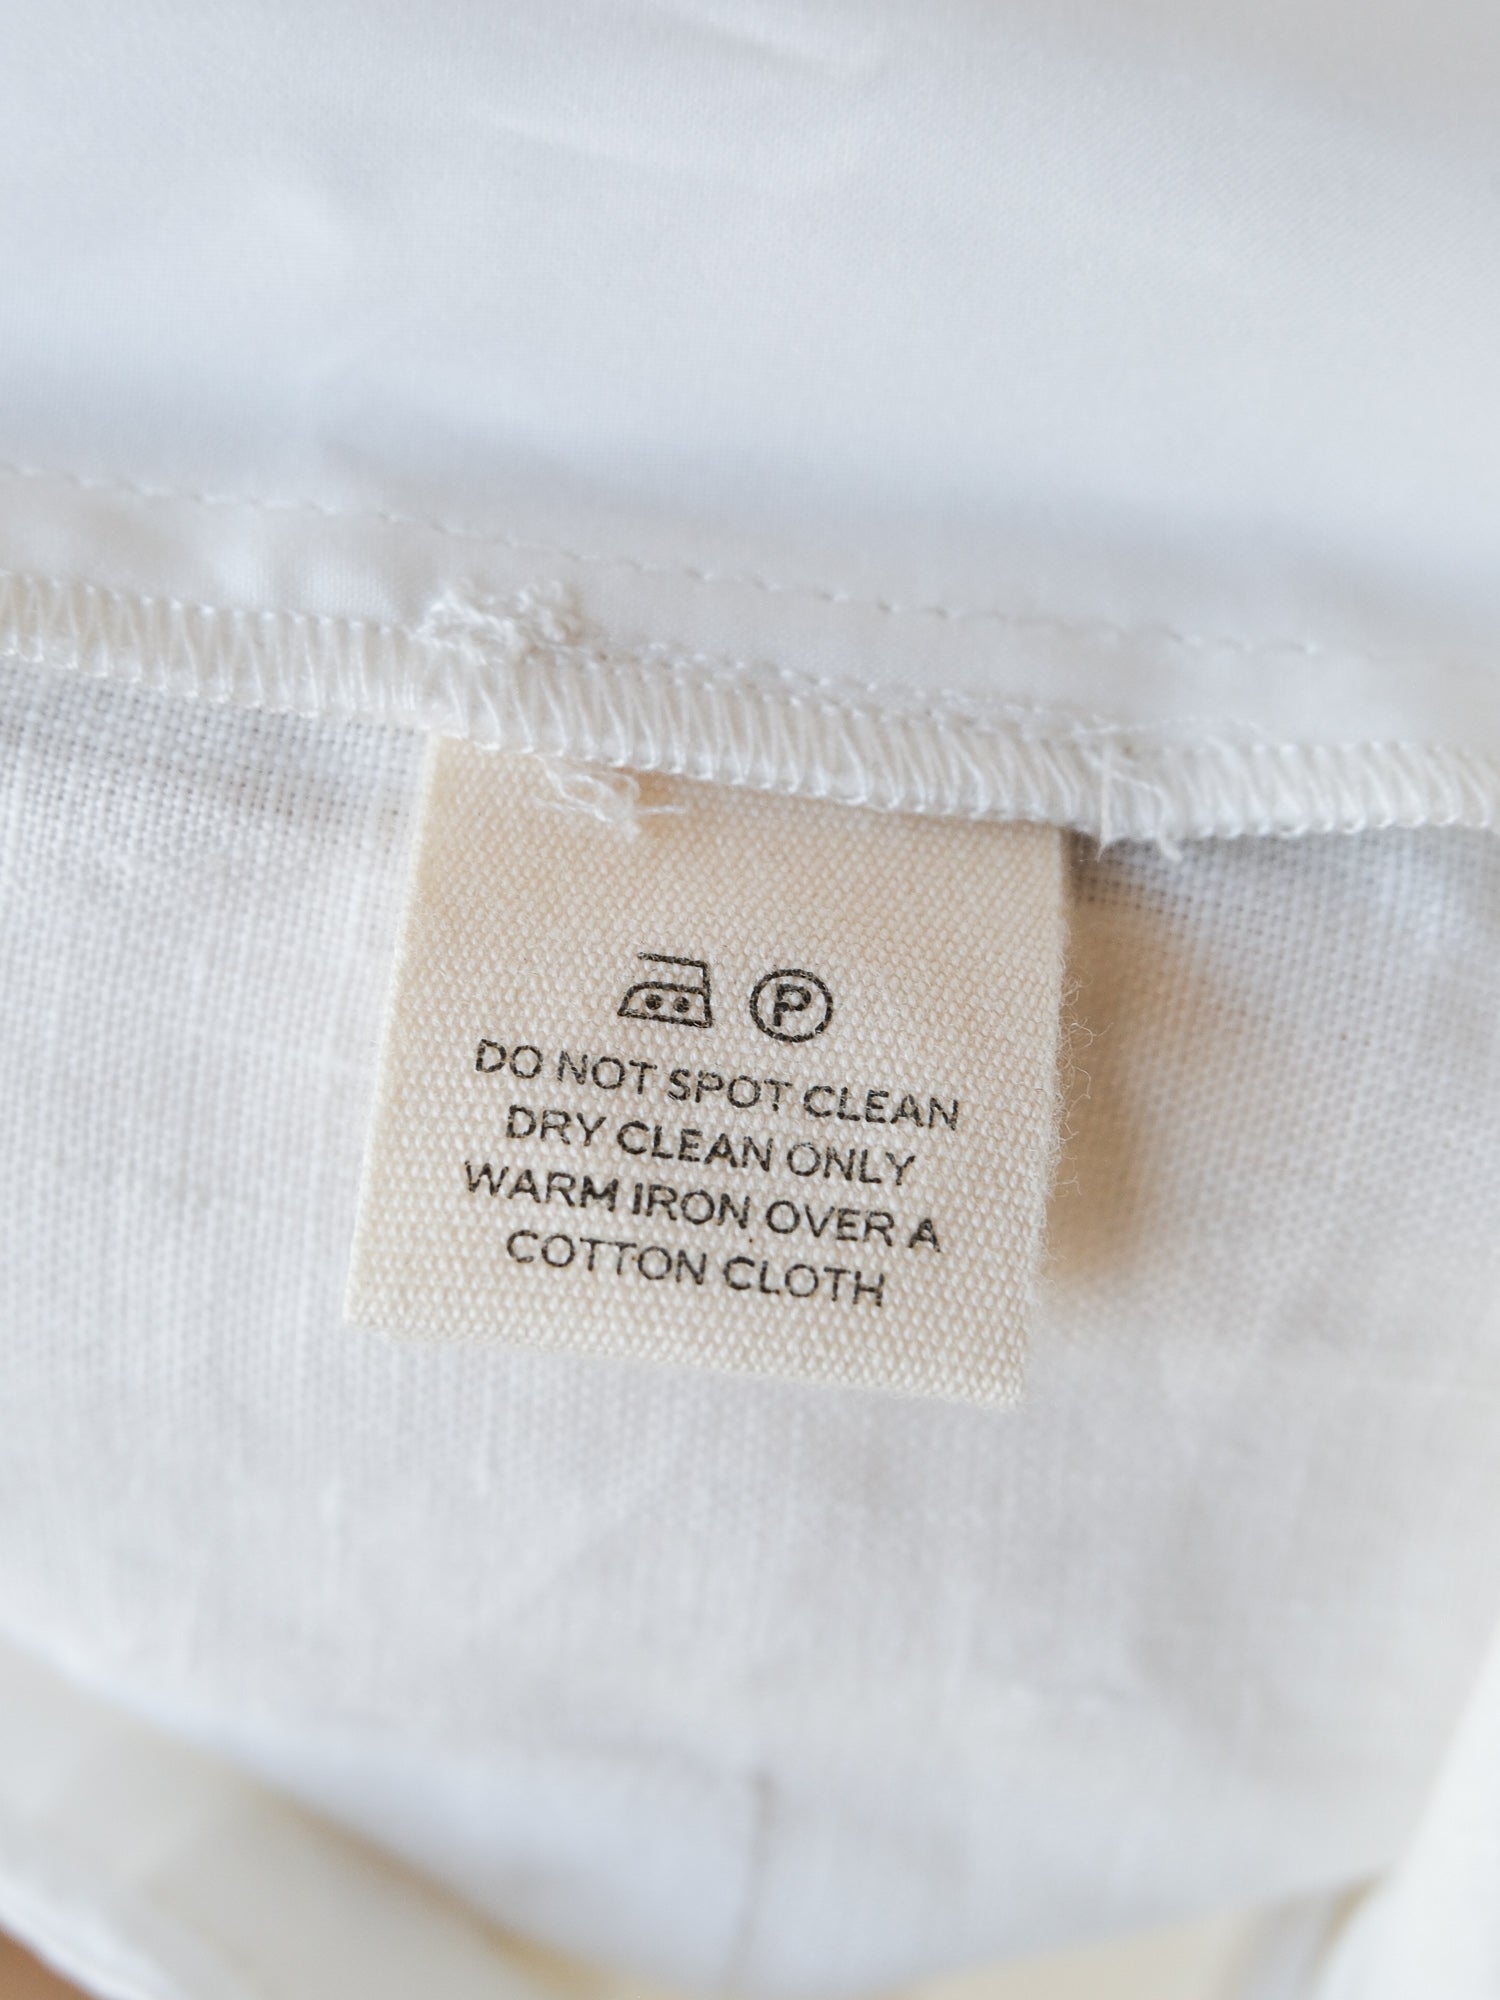 P
DO NOT SPOT CLEAN
DRY CLEAN ONLY
WARM IRON OVER A
COTTON CLOTH